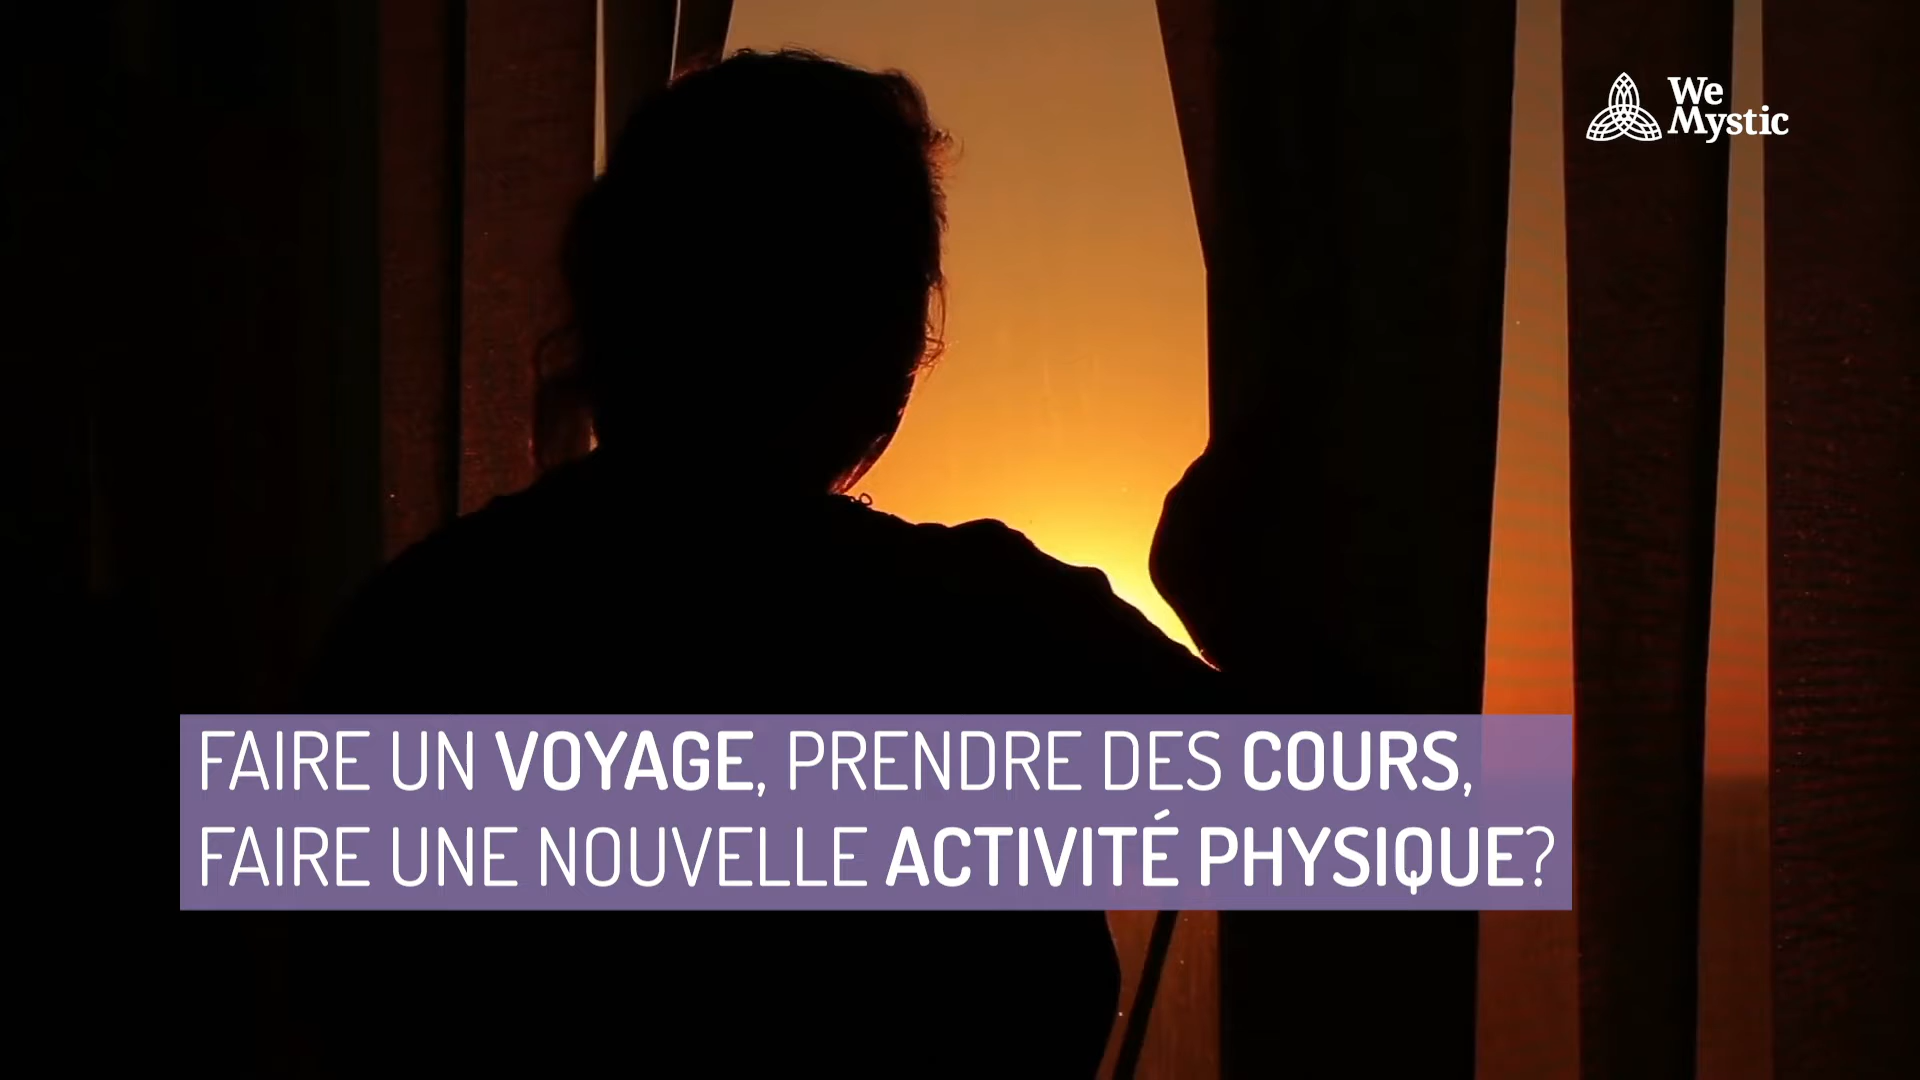 We
Mystic
FAIRE UN VOYAGE, PRENDRE DES COURS,
FAIRE UNE NOUVELLE ACTIVITÉ PHYSIQUE?